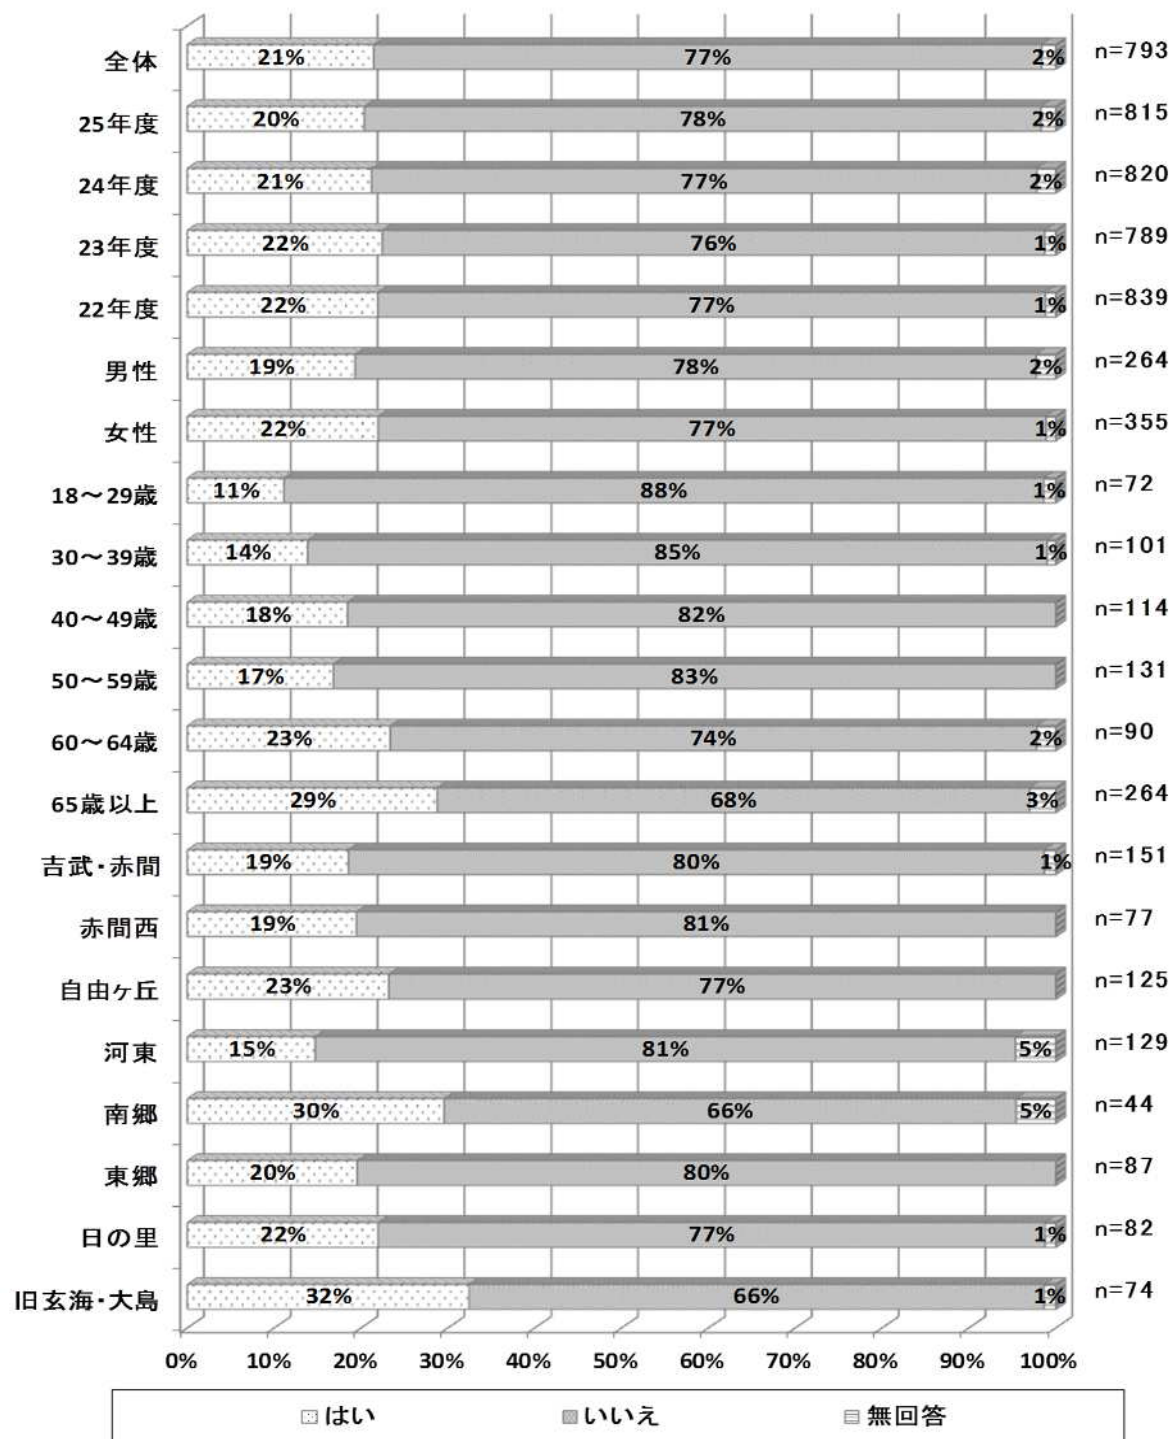 全体 21% 77% 2% n=793
25年度 20% 78% 2% n=815
24年度 21% 77% 2% n=820
23年度 22% 76% 1% n=789
22年度 22% 77% 1% n=839
男性 19% 78% 2% n=264
女性 22% 77% 1% n=355
18～29歳 11% 88% 1% n=72
30～39歳 14% 85% 1% n=101
40～49歳 18% 82% n=114
50～59歳 17% 83% n=131
60～64歳 23% 74% 2% n=90
65歳以上 29% 68% 3% n=264
吉武・赤間 19% 80% 1% n=151
赤間西 19% 81% n=77
自由ヶ丘 23% 77% n=125
河東 15% 81% 5% n=129
南郷 30% 66% 5% n=44
東郷 20% 80% n=87
日の里 22% 77% 1% n=82
旧玄海・大島 32% 66% 1% n=74
0% 10% 20% 30% 40% 50% 60% 70% 80% 90% 100%
はい いいえ 無回答